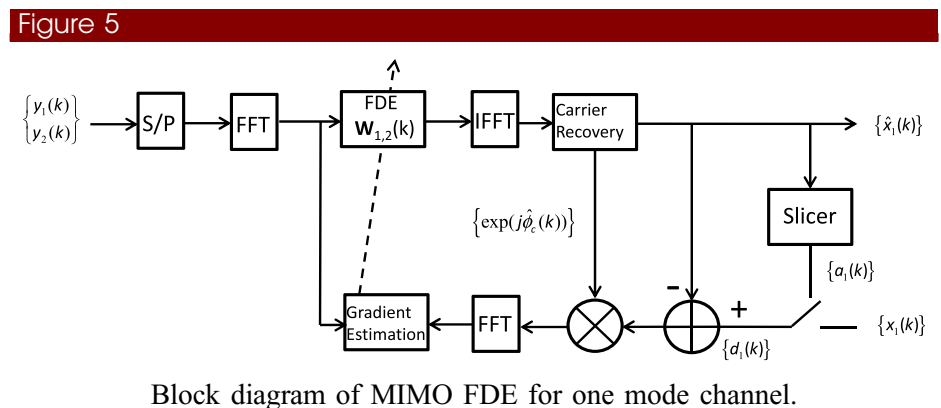 Figure 5
{y₁(k)
y₂(k)}
S/P
FFT
FDE
W₁,₂(k)
IFFT
Carrier
Recovery
{x̂₁(k)}
{exp(jϕ̂c(k))}
Slicer
{a₁(k)}
Gradient
Estimation
FFT
-
+
{d₁(k)}
{x₁(k)}
Block diagram of MIMO FDE for one mode channel.